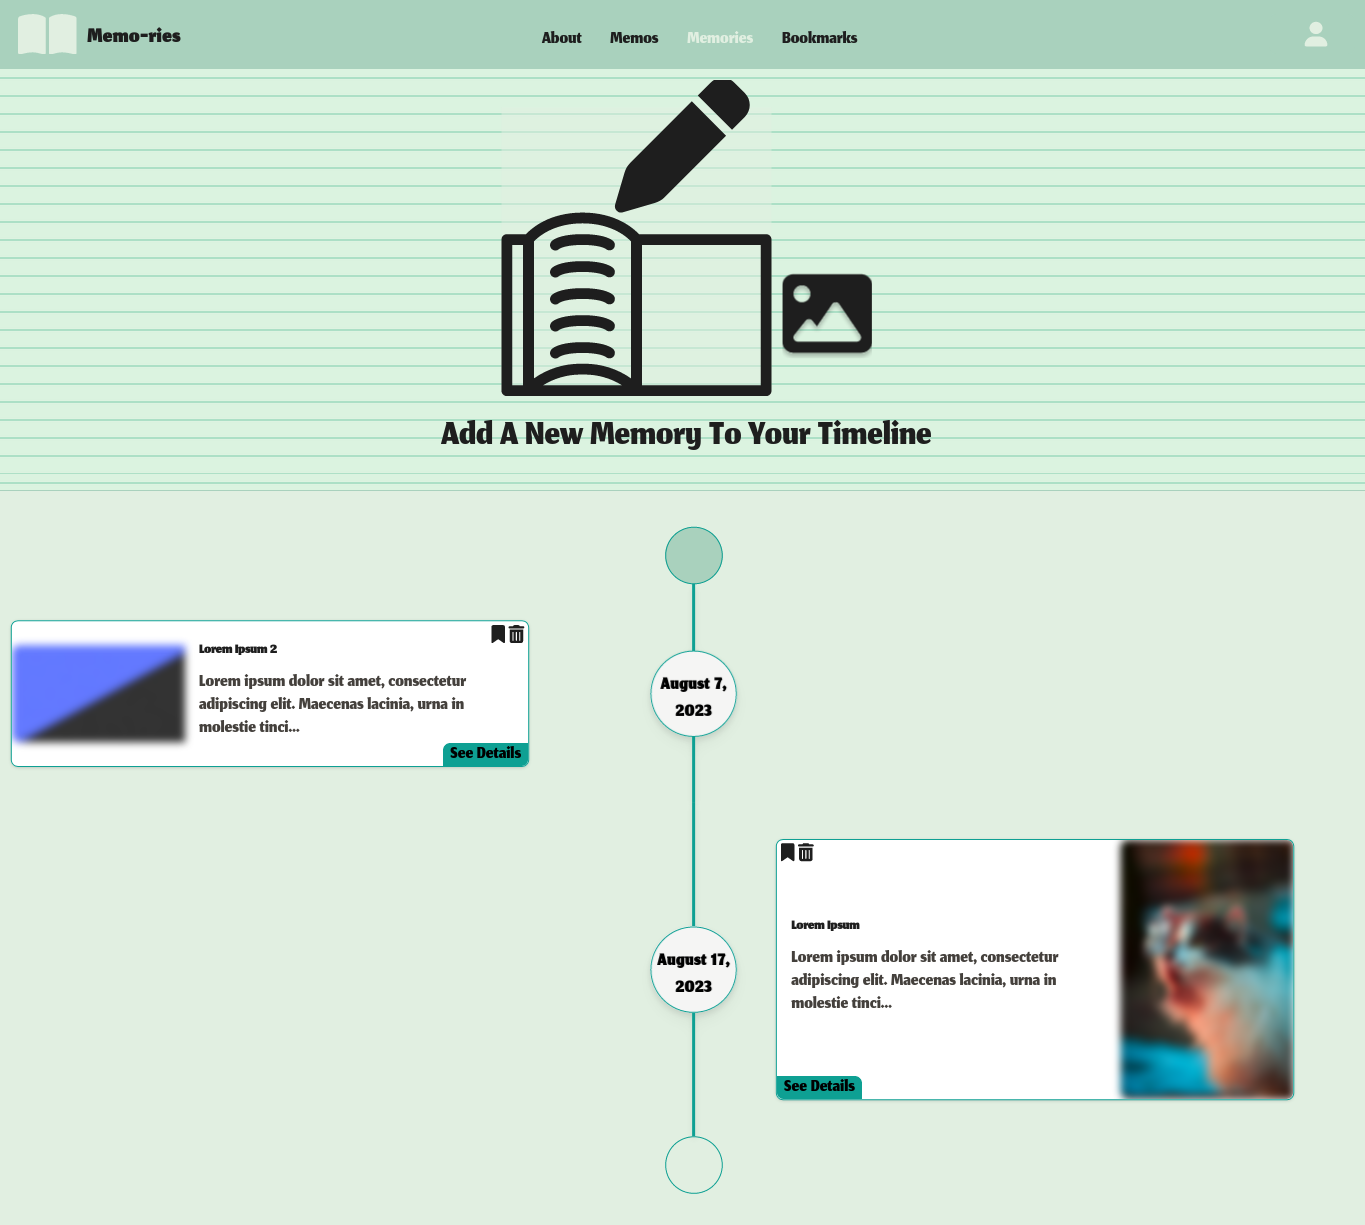 Memo-ries
About
Memos
Memories
Bookmarks
Add A New Memory To Your Timeline
Lorem Ipsum 2
Lorem ipsum dolor sit amet, consectetur
adipiscing elit. Maecenas lacinia, urna in
molestie tinci...
See Details
August 7,
2023
August 17,
2023
Lorem Ipsum
Lorem ipsum dolor sit amet, consectetur
adipiscing elit. Maecenas lacinia, urna in
molestie tinci...
See Details